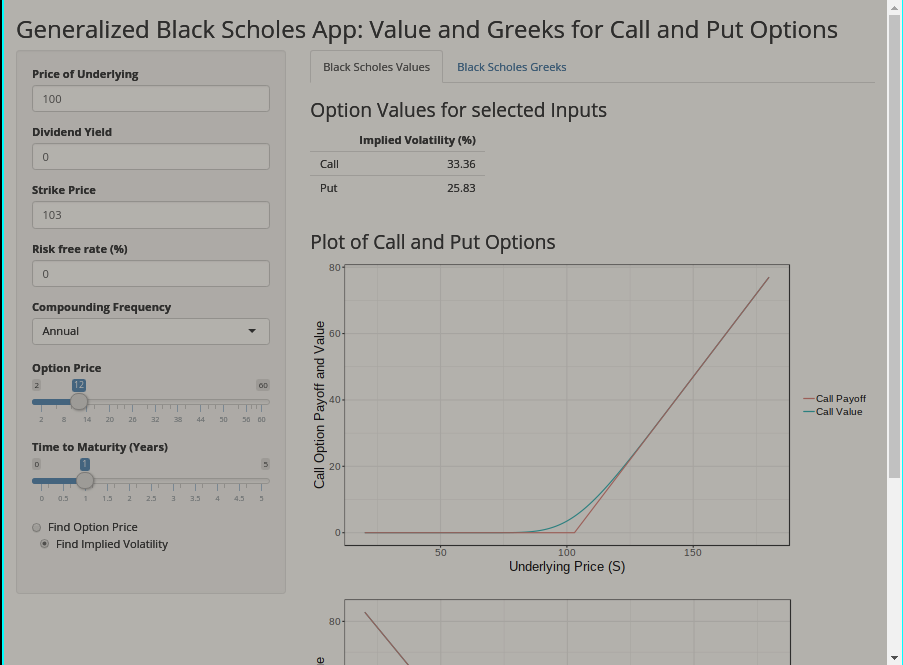 Generalized Black Scholes App: Value and Greeks for Call and Put Options
Price of Underlying
100
Dividend Yield
0
Strike Price
103
Risk free rate (%)
0
Compounding Frequency
Annual
Option Price
2 12 60
2 8 14 20 26 32 38 44 50 56 60
Time to Maturity (Years)
0 1 5
0 0.5 1 1.5 2 2.5 3 3.5 4 4.5 5
Find Option Price
Find Implied Volatility
Black Scholes Values Black Scholes Greeks
Option Values for selected Inputs
Implied Volatility (%)
Call 33.36
Put 25.83
Plot of Call and Put Options
Call Option Payoff and Value
80
60
40
20
0
50 100 150
Underlying Price (S)
Call Payoff
Call Value
80